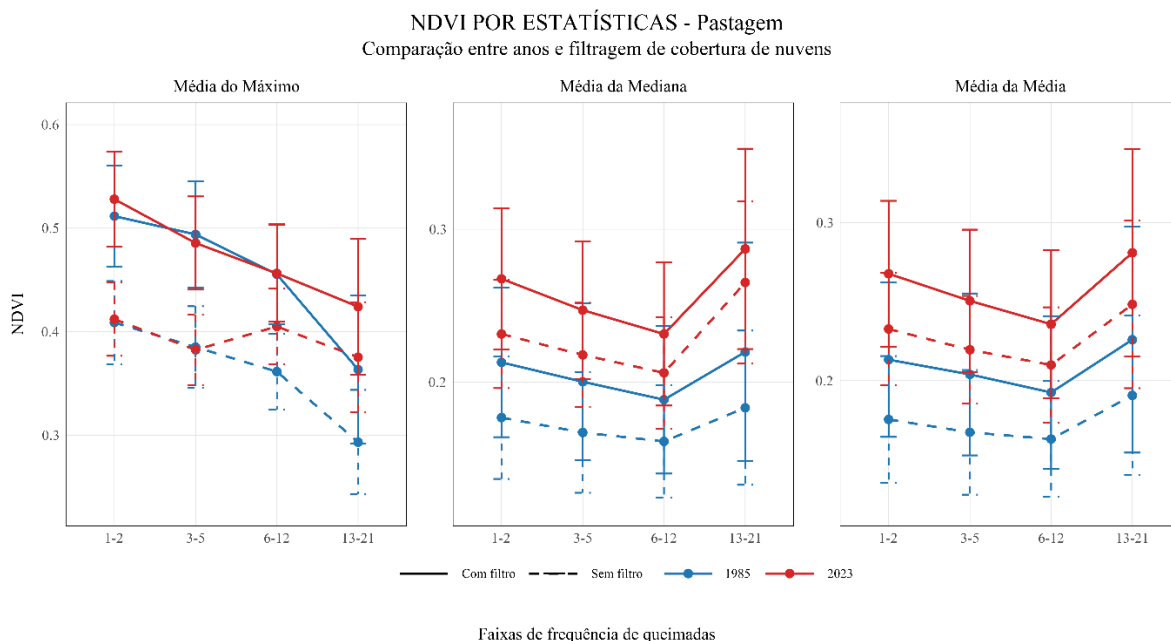 NDVI POR ESTATÍSTICAS - Pastagem
Comparação entre anos e filtragem de cobertura de nuvens
Média do Máximo
Média da Mediana
Média da Média
NDVI
0.6
0.5
0.4
0.3
0.3
0.2
0.3
0.2
1-2 3-5 6-12 13-21
1-2 3-5 6-12 13-21
1-2 3-5 6-12 13-21
Com filtro Sem filtro 1985 2023
Faixas de frequência de queimadas